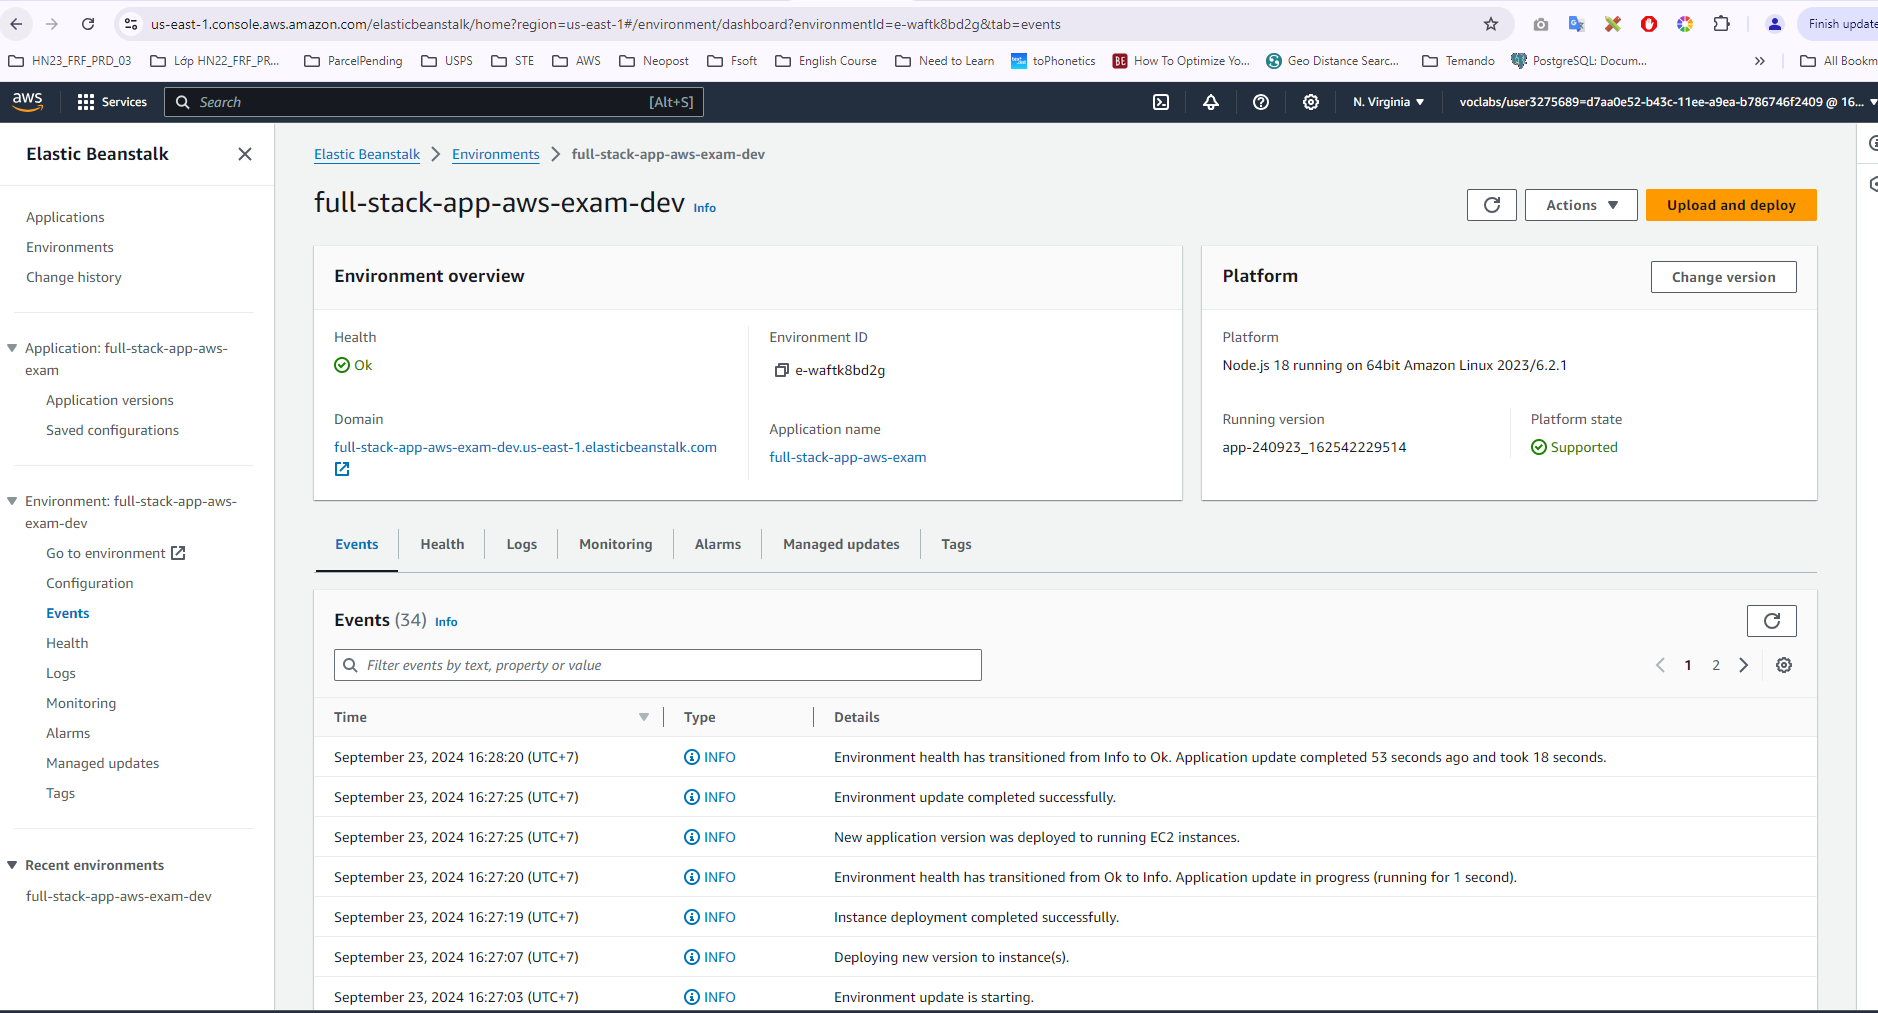 us-east-1.console.aws.amazon.com/elasticbeanstalk/home?region=us-east-1#/environment/dashboard?environmentId=e-waftk8bd2g&tab=events
Finish update
HN23_FRF_PRD_03
Lớp HN22_FRF_PR...
ParcelPending
USPS
STE
AWS
Neopost
Fsoft
English Course
Need to Learn
toPhonetics
How To Optimize Yo...
Geo Distance Searc...
Temando
PostgreSQL: Docum...
All Bookm
aws
Services
Search
[Alt+S]
N. Virginia
voclabs/user3275689=d7aa0e52-b43c-11ee-a9ea-b786746f2409 @ 16...
Elastic Beanstalk
Applications
Environments
Change history
Application: full-stack-app-aws-
exam
Application versions
Saved configurations
Environment: full-stack-app-aws-
exam-dev
Go to environment
Configuration
Events
Health
Logs
Monitoring
Alarms
Managed updates
Tags
Recent environments
full-stack-app-aws-exam-dev
Elastic Beanstalk
Environments
full-stack-app-aws-exam-dev
full-stack-app-aws-exam-dev Info
Actions
Upload and deploy
Environment overview
Health
Ok
Domain
full-stack-app-aws-exam-dev.us-east-1.elasticbeanstalk.com
Environment ID
e-waftk8bd2g
Application name
full-stack-app-aws-exam
Platform
Change version
Platform
Node.js 18 running on 64bit Amazon Linux 2023/6.2.1
Running version
app-240923_162542229514
Platform state
Supported
Events
Health
Logs
Monitoring
Alarms
Managed updates
Tags
Events (34) Info
Filter events by text, property or value
1 2
Time Type Details
September 23, 2024 16:28:20 (UTC+7) INFO Environment health has transitioned from Info to Ok. Application update completed 53 seconds ago and took 18 seconds.
September 23, 2024 16:27:25 (UTC+7) INFO Environment update completed successfully.
September 23, 2024 16:27:25 (UTC+7) INFO New application version was deployed to running EC2 instances.
September 23, 2024 16:27:20 (UTC+7) INFO Environment health has transitioned from Ok to Info. Application update in progress (running for 1 second).
September 23, 2024 16:27:19 (UTC+7) INFO Instance deployment completed successfully.
September 23, 2024 16:27:07 (UTC+7) INFO Deploying new version to instance(s).
September 23, 2024 16:27:03 (UTC+7) INFO Environment update is starting.